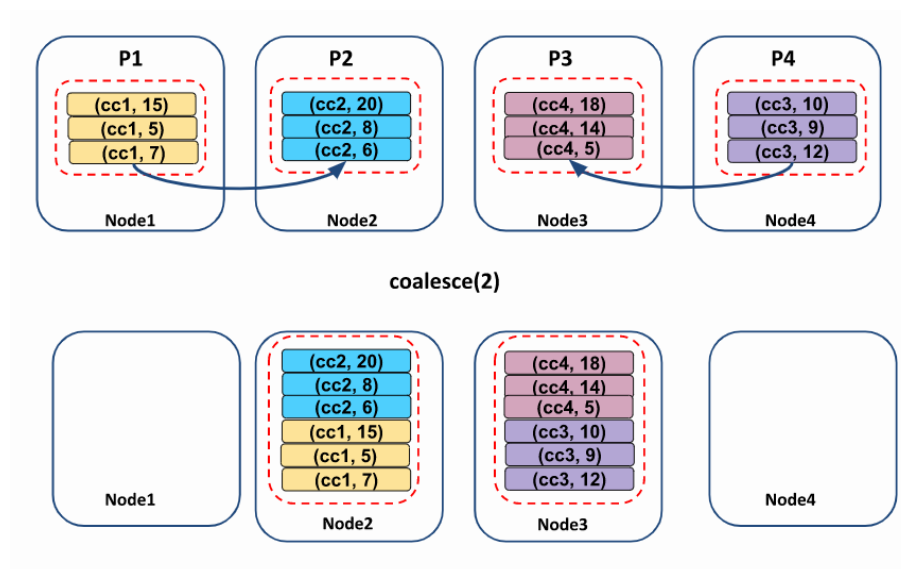 P1
(cc1, 15)
(cc1, 5)
(cc1, 7)
Node1
P2
(cc2, 20)
(cc2, 8)
(cc2, 6)
Node2
P3
(cc4, 18)
(cc4, 14)
(cc4, 5)
Node3
P4
(cc3, 10)
(cc3, 9)
(cc3, 12)
Node4
coalesce(2)
Node1
(cc2, 20)
(cc2, 8)
(cc2, 6)
(cc1, 15)
(cc1, 5)
(cc1, 7)
Node2
(cc4, 18)
(cc4, 14)
(cc4, 5)
(cc3, 10)
(cc3, 9)
(cc3, 12)
Node3
Node4